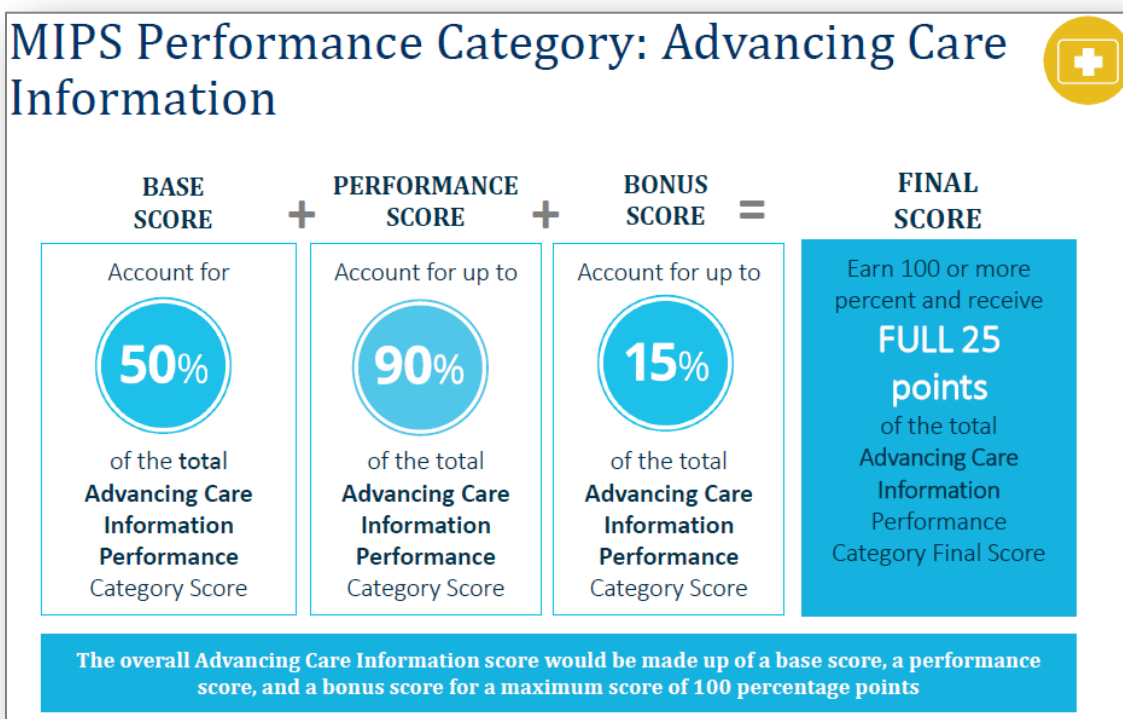 MIPS Performance Category: Advancing Care
Information
BASE
SCORE
+
PERFORMANCE
SCORE
+
BONUS
SCORE
=
FINAL
SCORE
Account for
50%
of the total
Advancing Care
Information
Performance
Category Score
Account for up to
90%
of the total
Advancing Care
Information
Performance
Category Score
Account for up to
15%
of the total
Advancing Care
Information
Performance
Category Score
Earn 100 or more
percent and receive
FULL 25
points
of the total
Advancing Care
Information
Performance
Category Final Score
The overall Advancing Care Information score would be made up of a base score, a performance
score, and a bonus score for a maximum score of 100 percentage points